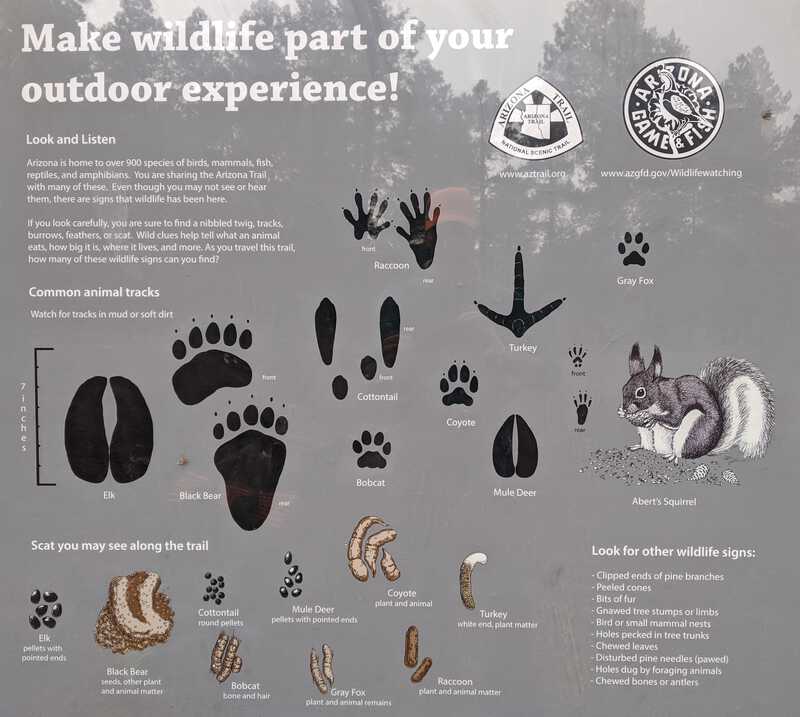 Make wildlife part of your
outdoor experience!
ARIZONA TRAIL
ARIZONA
TRAIL
NATIONAL SCENIC TRAIL
www.aztrail.org
ARIZONA
GAME & FISH
www.azgfd.gov/Wildlifewatching
Look and Listen
Arizona is home to over 900 species of birds, mammals, fish,
reptiles, and amphibians. You are sharing the Arizona Trail
with many of these. Even though you may not see or hear
them, there are signs that wildlife has been here.
If you look carefully, you are sure to find a nibbled twig, tracks,
burrows, feathers, or scat. Wild clues help tell what an animal
eats, how big it is, where it lives, and more. As you travel this trail,
how many of these wildlife signs can you find?
Common animal tracks
Watch for tracks in mud or soft dirt
7 inches
Elk
front
Black Bear
rear
front
Raccoon
rear
rear
front
Cottontail
Bobcat
Coyote
Turkey
Mule Deer
Gray Fox
front
rear
Abert's Squirrel
Scat you may see along the trail
Elk
pellets with
pointed ends
Black Bear
seeds, other plant
and animal matter
Cottontail
round pellets
Bobcat
bone and hair
Mule Deer
pellets with pointed ends
Gray Fox
plant and animal remains
Coyote
plant and animal
Raccoon
plant and animal matter
Turkey
white end, plant matter
Look for other wildlife signs:
- Clipped ends of pine branches
- Peeled cones
- Bits of fur
- Gnawed tree stumps or limbs
- Bird or small mammal nests
- Holes pecked in tree trunks
- Chewed leaves
- Disturbed pine needles (pawed)
- Holes dug by foraging animals
- Chewed bones or antlers